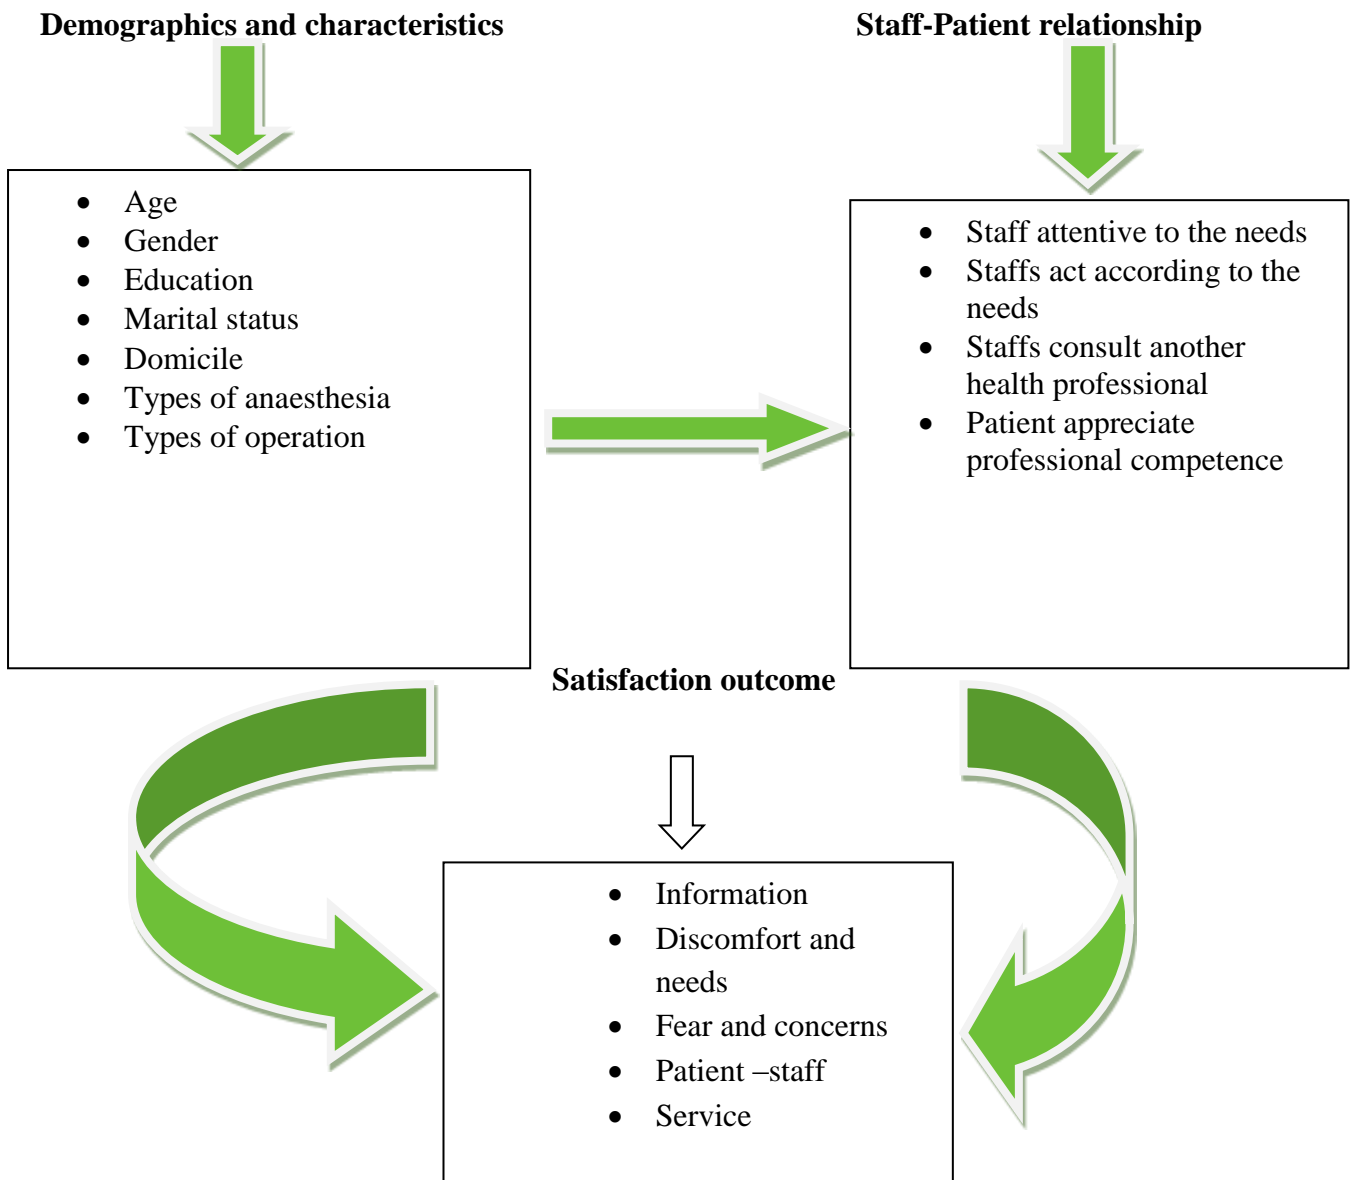 Demographics and characteristics
Staff-Patient relationship
• Age
• Gender
• Education
• Marital status
• Domicile
• Types of anaesthesia
• Types of operation
• Staff attentive to the needs
• Staffs act according to the
needs
• Staffs consult another
health professional
• Patient appreciate
professional competence
Satisfaction outcome
• Information
• Discomfort and
needs
• Fear and concerns
• Patient –staff
• Service